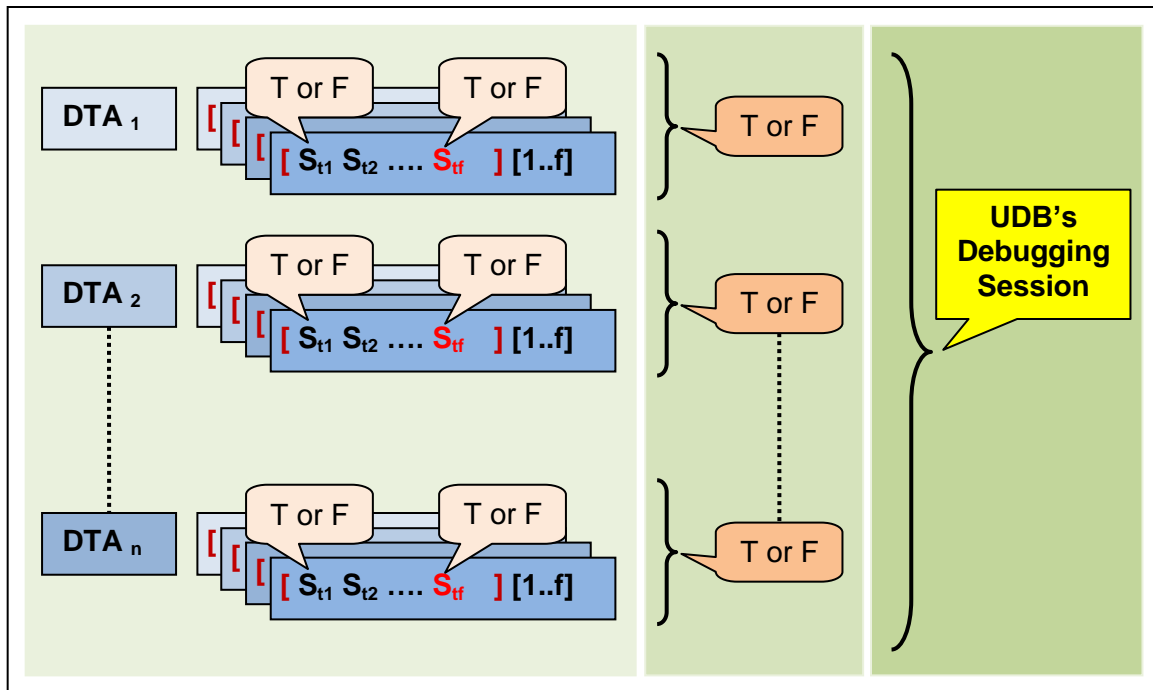 T or F T or F
DTA 1 [ T or F
[
[
[ St1 St2 .... Stf ] [1..f]
UDB's
Debugging
Session
T or F T or F
DTA 2 [ T or F
[
[
[ St1 St2 .... Stf ] [1..f]
T or F T or F
DTA n [ T or F
[
[
[ St1 St2 .... Stf ] [1..f]